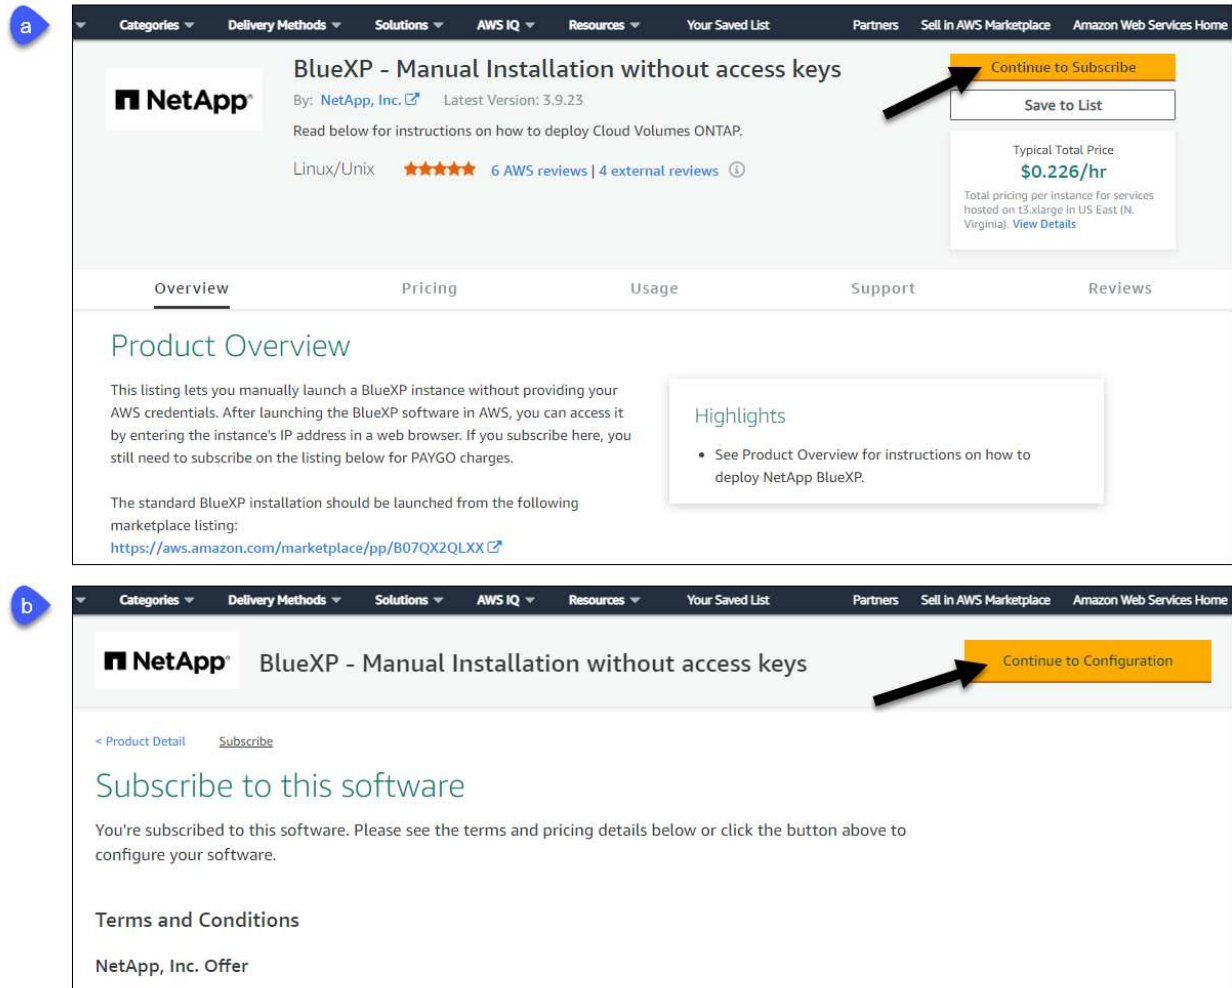 a
Categories Delivery Methods Solutions AWS IQ Resources Your Saved List Partners Sell in AWS Marketplace Amazon Web Services Home
NetApp
BlueXP - Manual Installation without access keys
By: NetApp, Inc. Latest Version: 3.9.23
Read below for instructions on how to deploy Cloud Volumes ONTAP.
Linux/Unix 6 AWS reviews | 4 external reviews
Continue to Subscribe
Save to List
Typical Total Price
$0.226/hr
Total pricing per instance for services
hosted on t3.xlarge in US East (N.
Virginia). View Details
Overview Pricing Usage Support Reviews
Product Overview
This listing lets you manually launch a BlueXP instance without providing your
AWS credentials. After launching the BlueXP software in AWS, you can access it
by entering the instance's IP address in a web browser. If you subscribe here, you
still need to subscribe on the listing below for PAYGO charges.
The standard BlueXP installation should be launched from the following
marketplace listing:
https://aws.amazon.com/marketplace/pp/B07QX2QLXX
Highlights
• See Product Overview for instructions on how to
deploy NetApp BlueXP.
b
Categories Delivery Methods Solutions AWS IQ Resources Your Saved List Partners Sell in AWS Marketplace Amazon Web Services Home
NetApp
BlueXP - Manual Installation without access keys
Continue to Configuration
< Product Detail Subscribe
Subscribe to this software
You're subscribed to this software. Please see the terms and pricing details below or click the button above to
configure your software.
Terms and Conditions
NetApp, Inc. Offer